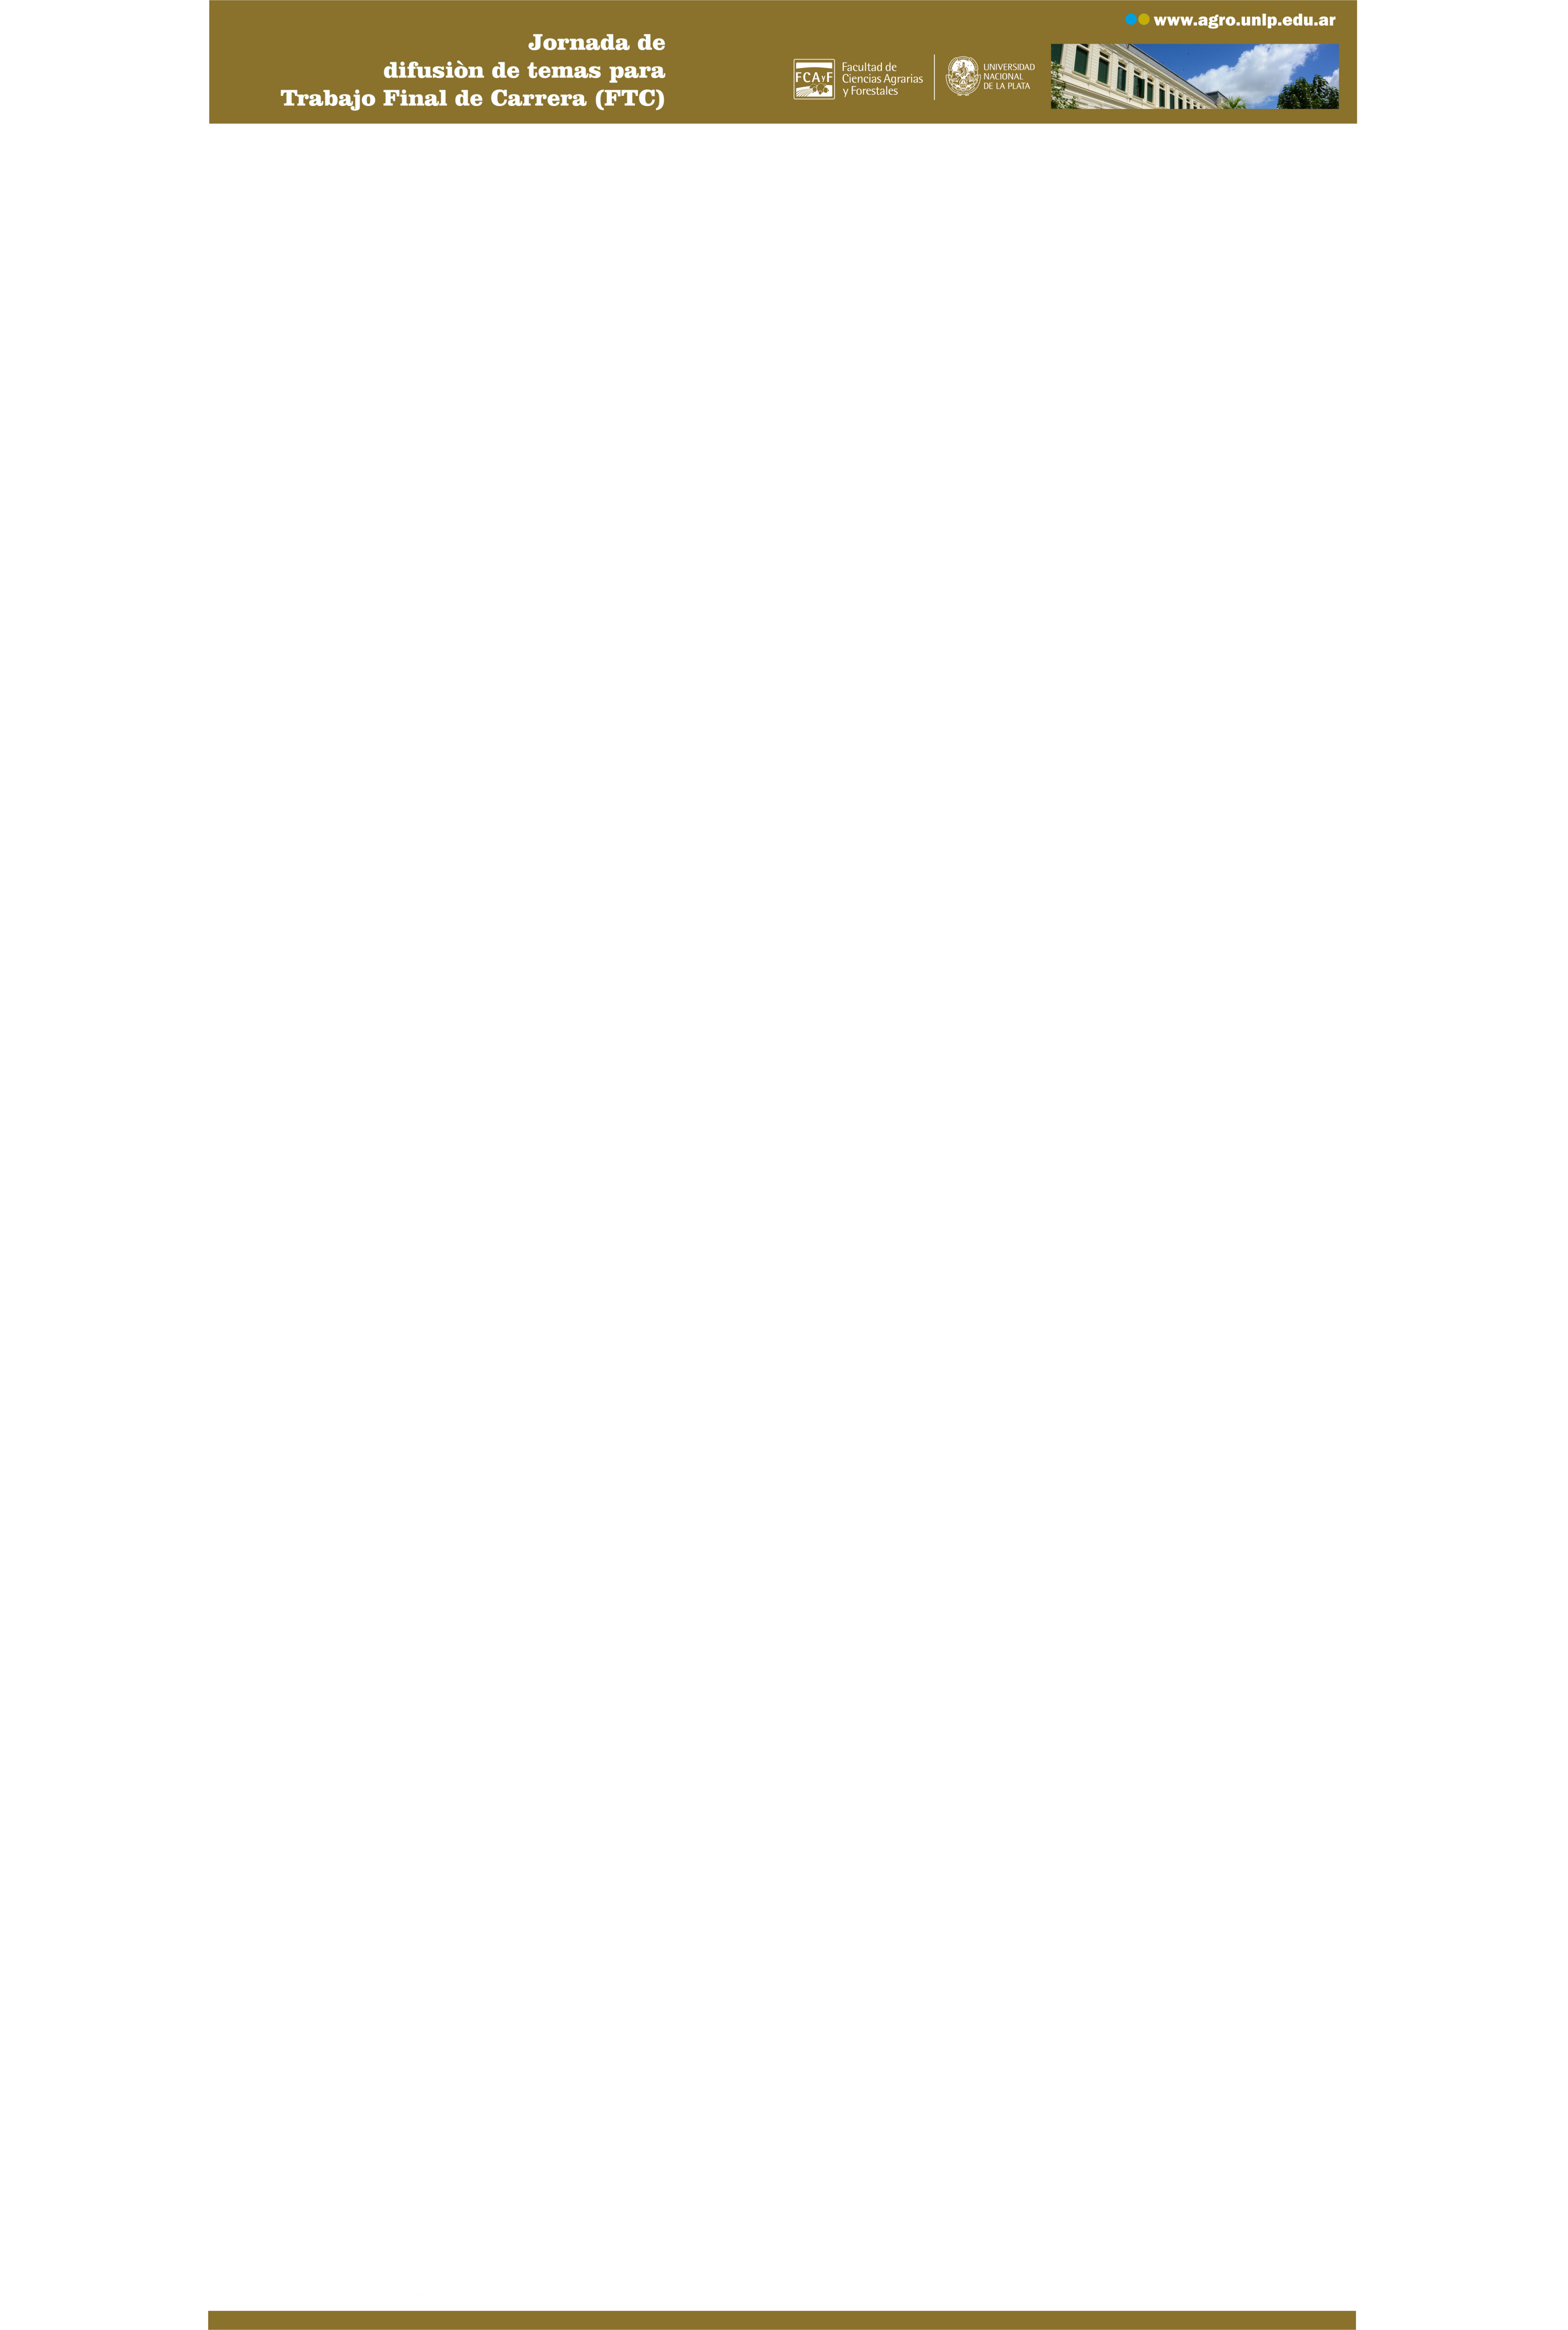 www.agro.unlp.edu.ar
Jornada de
difusiòn de temas para
Trabajo Final de Carrera (FTC)
FCAyF
Facultad de
Ciencias Agrarias
y Forestales
UNIVERSIDAD
NACIONAL
DE LA PLATA